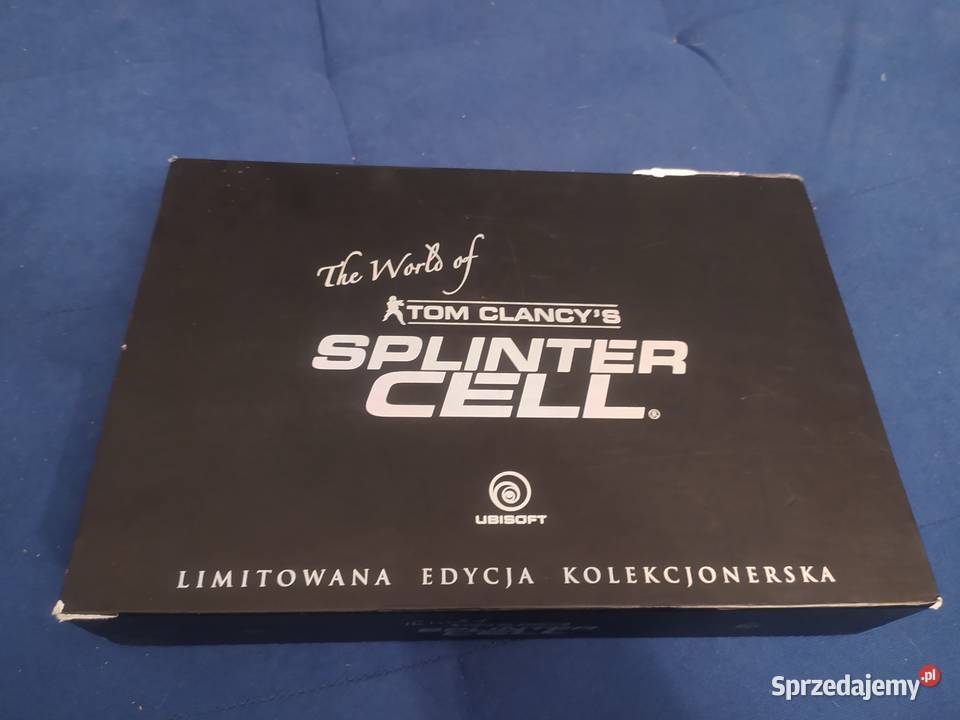 The World of
TOM CLANCY'S
SPLINTER
CELL®
UBISOFT
LIMITOWANA EDYCJA KOLEKCJONERSKA
Sprzedajemy.pl